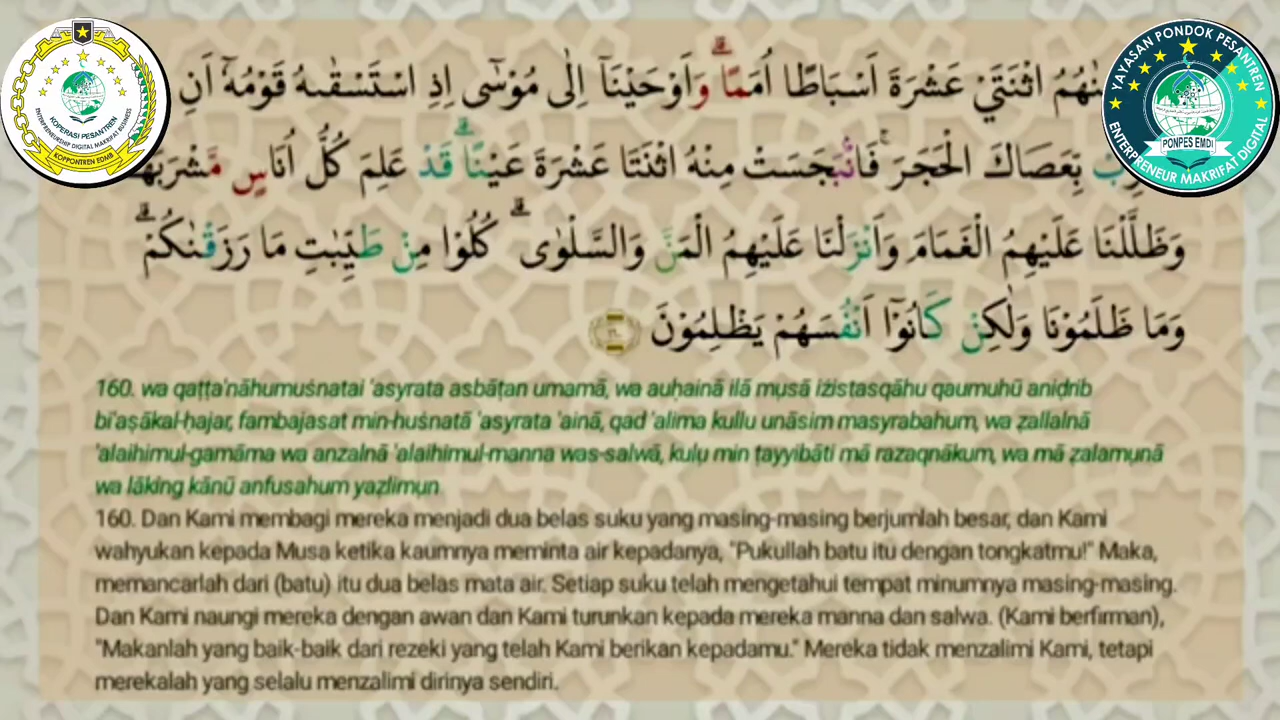 اثْنَتَيْ عَشْرَةَ اَسْبَاطًا اُمَمًاۗ وَاَوْحَيْنَآ اِلٰى مُوْسٰٓى اِذِ اسْتَسْقٰىهُ قَوْمُهٗٓ اَنِ
بِّعَصَاكَ الْحَجَرَۚ فَانْۢبَجَسَتْ مِنْهُ اثْنَتَا عَشْرَةَ عَيْنًاۗ قَدْ عَلِمَ كُلُّ اُنَاسٍ مَّشْرَبَهُ
وَظَلَّلْنَا عَلَيْهِمُ الْغَمَامَ وَاَنْزَلْنَا عَلَيْهِمُ الْمَنَّ وَالسَّلْوٰىۗ كُلُوْا مِنْ طَيِّبٰتِ مَا رَزَقْنٰكُمْۗ
وَمَا ظَلَمُوْنَا وَلٰكِنْ كَانُوْٓا اَنْفُسَهُمْ يَظْلِمُوْنَ ١٦٠
160. wa qaṭṭa'nāhumuṡnatai 'asyrata asbāṭan umamā, wa auḥainā ilā mụsā iżistasqāhu qaumuhū aniḍrib
bi'aṣākal-ḥajar, fambajasat min-huṡnatā 'asyrata 'ainā, qad 'alima kullu unāsim masyrabahum, wa ẓallalnā
'alaihimul-gamāma wa anzalnā 'alaihimul-manna was-salwā, kulụ min ṭayyibāti mā razaqnākum, wa mā ẓalamụnā
wa lāking kānū anfusahum yaẓlimụn
160. Dan Kami membagi mereka menjadi dua belas suku yang masing-masing berjumlah besar, dan Kami
wahyukan kepada Musa ketika kaumnya meminta air kepadanya, "Pukullah batu itu dengan tongkatmu!" Maka,
memancarlah dari (batu) itu dua belas mata air. Setiap suku telah mengetahui tempat minumnya masing-masing.
Dan Kami naungi mereka dengan awan dan Kami turunkan kepada mereka manna dan salwa. (Kami berfirman),
"Makanlah yang baik-baik dari rezeki yang telah Kami berikan kepadamu." Mereka tidak menzalimi Kami, tetapi
merekalah yang selalu menzalimi dirinya sendiri.
KOPERASI PESANTREN
ENTREPRENEURSHIP DIGITAL MAKRIFAT BUSINESS
KOPPONTREN EDMB
YAYASAN PONDOK PESANTREN
PONPES EMDI
ENTERPRENEUR MAKRIFAT DIGITAL